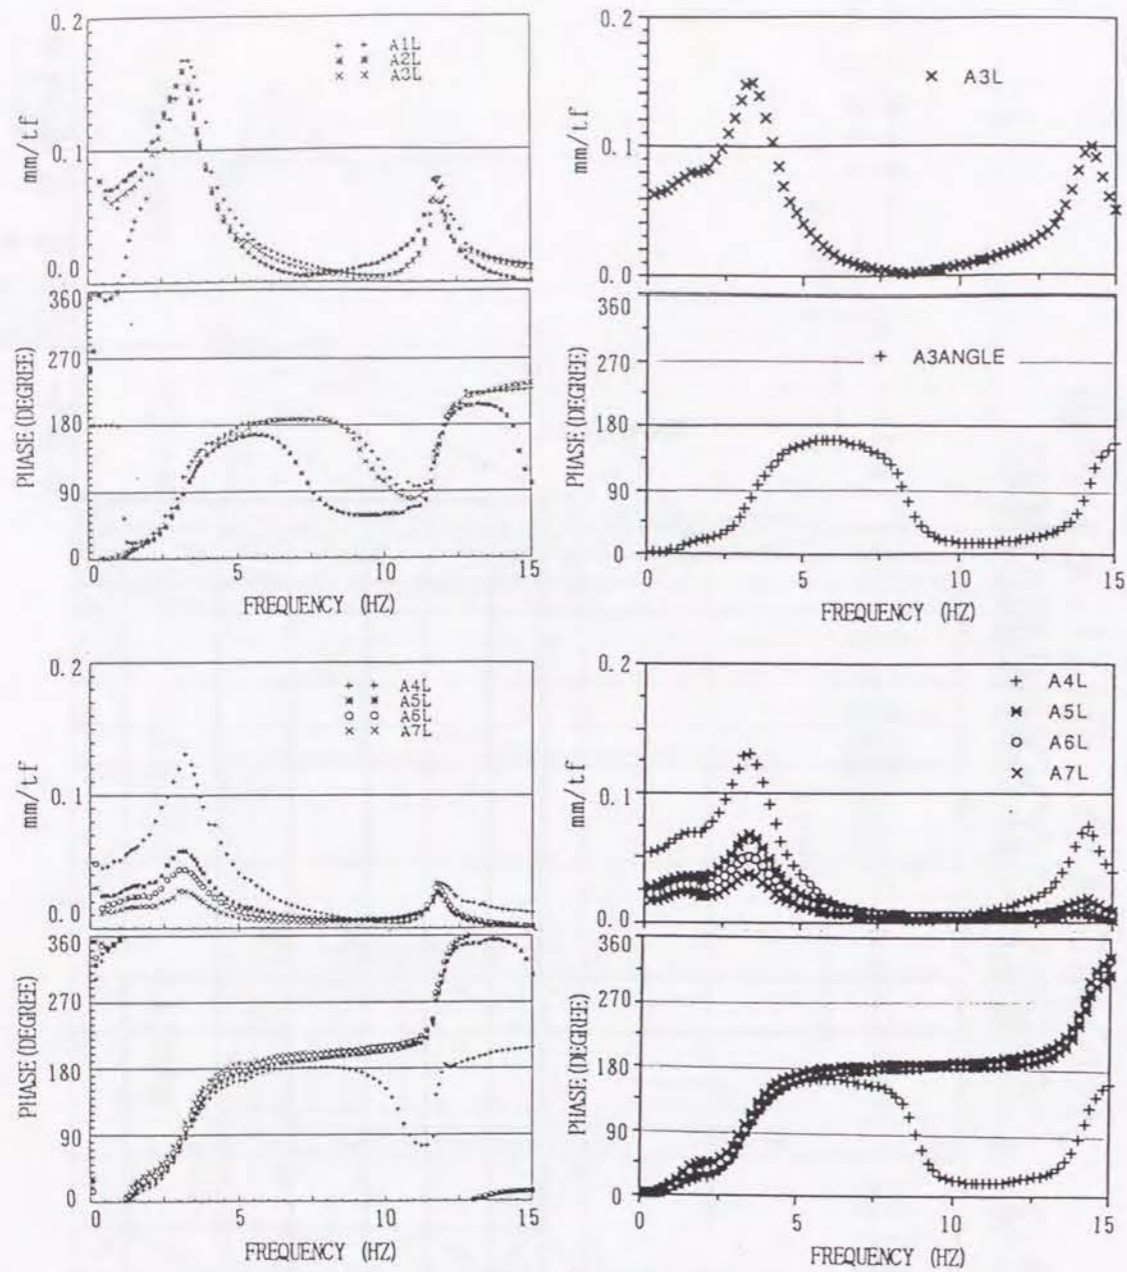 0.2
0.1
0.0
mm/tf
+ + A1L
* * A2L
× × A3L
360
270
180
90
0
PHASE (DEGREE)
0 5 10 15
FREQUENCY (HZ)
0.2
0.1
0.0
mm/tf
× A3L
360
270
180
90
0
PHASE (DEGREE)
+ A3ANGLE
0 5 10 15
FREQUENCY (HZ)
0.2
0.1
0.0
mm/tf
+ + A4L
* * A5L
○ ○ A6L
× × A7L
360
270
180
90
0
PHASE (DEGREE)
0 5 10 15
FREQUENCY (HZ)
0.2
0.1
0.0
mm/tf
+ A4L
* A5L
○ A6L
× A7L
360
270
180
90
0
PHASE (DEGREE)
0 5 10 15
FREQUENCY (HZ)